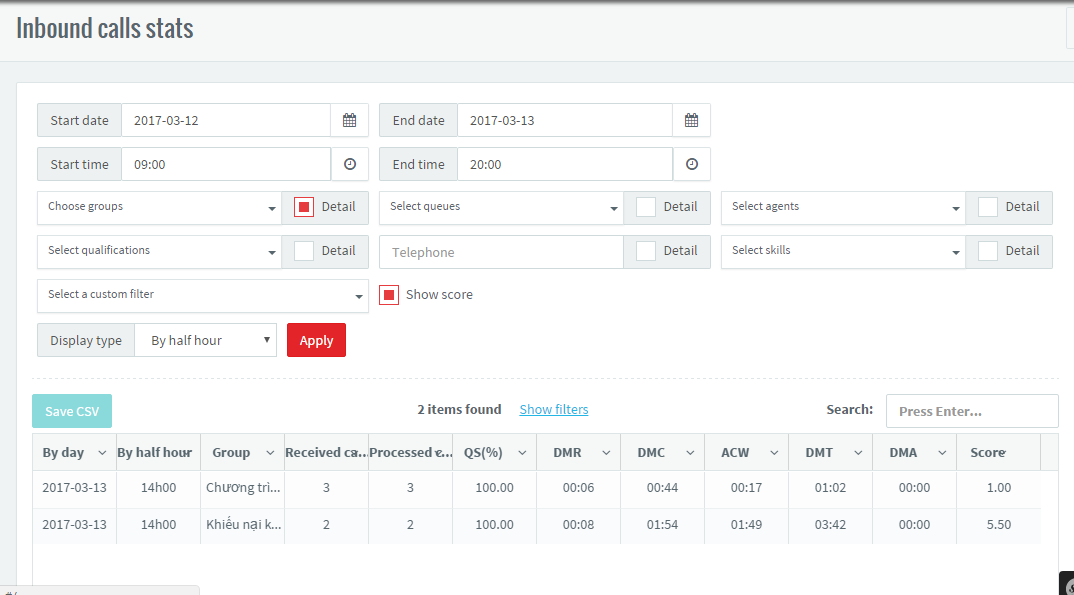 Inbound calls stats
Start date 2017-03-12 End date 2017-03-13
Start time 09:00 End time 20:00
Choose groups Detail Select queues Detail Select agents Detail
Select qualifications Detail Telephone Detail Select skills Detail
Select a custom filter Show score
Display type By half hour Apply
Save CSV 2 items found Show filters Search: Press Enter...
By day By half hour Group Received ca... Processed c... QS(%) DMR DMC ACW DMT DMA Score
2017-03-13 14h00 Chương trì... 3 3 100.00 00:06 00:44 00:17 01:02 00:00 1.00
2017-03-13 14h00 Khiếu nại k... 2 2 100.00 00:08 01:54 01:49 03:42 00:00 5.50